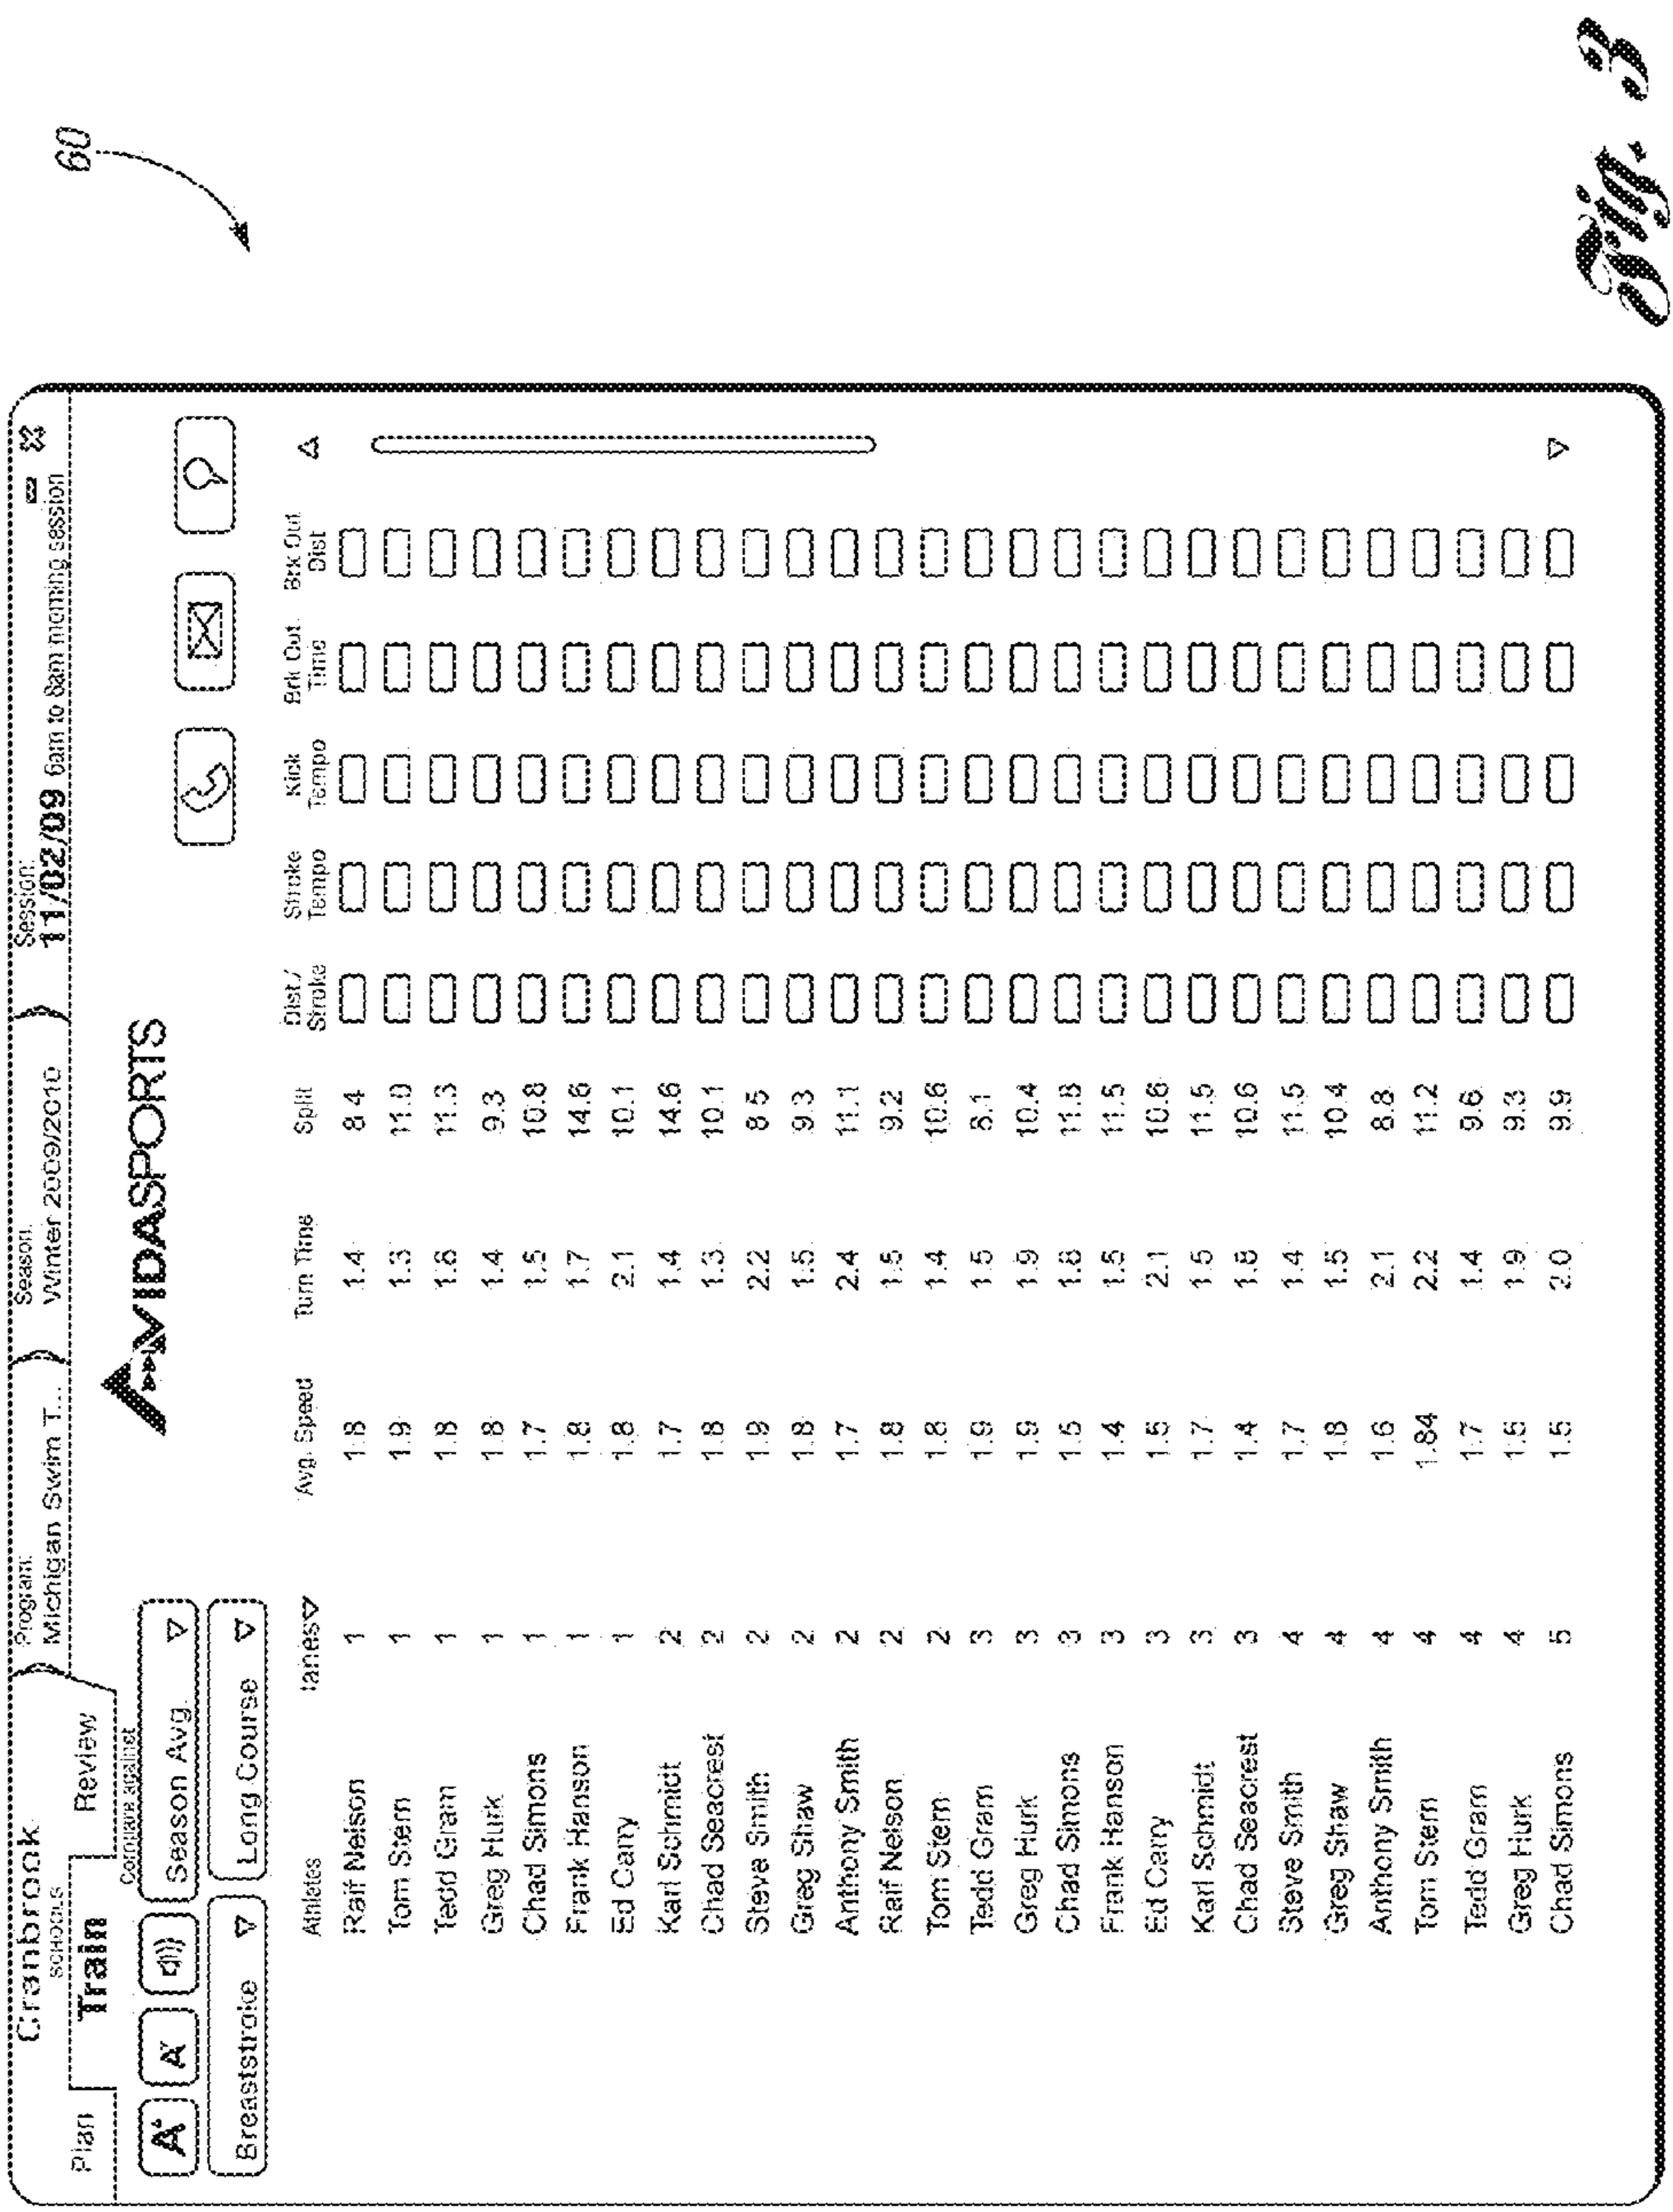 Cranbrook
SCHOOLS
Program:
Michigan Swim T...
Season:
Winter 2009/2010
Session:
11/02/09 6am to 8am morning session
Plan
Train
Review
AVIDASPORTS
Compare against
A+ A- Season Avg.
Breaststroke Long Course
Athletes lanes Avg. Speed Turn Time Split Dist./ Stroke Stroke Tempo Kick Tempo Brk Out. Time Brk Out. Dist
Ralf Nelson 1 1.8 1.4 8.4
Tom Stern 1 1.9 1.3 11.0
Tedd Gram 1 1.8 1.8 11.3
Greg Hurk 1 1.8 1.4 9.3
Chad Simons 1 1.7 1.5 10.8
Frank Hanson 1 1.8 1.7 14.6
Ed Carry 1 1.8 2.1 10.1
Karl Schmidt 2 1.7 1.4 14.6
Chad Seacrest 2 1.8 1.3 10.1
Steve Smith 2 1.9 2.2 8.5
Greg Shaw 2 1.8 1.5 9.3
Anthony Smith 2 1.7 2.4 11.1
Ralf Nelson 2 1.8 1.5 9.2
Tom Stern 2 1.8 1.4 10.6
Tedd Gram 3 1.9 1.5 8.1
Greg Hurk 3 1.9 1.9 10.4
Chad Simons 3 1.5 1.8 11.8
Frank Hanson 3 1.4 1.5 11.5
Ed Carry 3 1.5 2.1 10.6
Karl Schmidt 3 1.7 1.5 11.5
Chad Seacrest 3 1.4 1.8 10.6
Steve Smith 4 1.7 1.4 11.5
Greg Shaw 4 1.8 1.5 10.4
Anthony Smith 4 1.6 2.1 8.8
Tom Stern 4 1.84 2.2 11.2
Tedd Gram 4 1.7 1.4 9.6
Greg Hurk 4 1.5 1.9 9.3
Chad Simons 5 1.5 2.0 9.9
60
Fig. 3